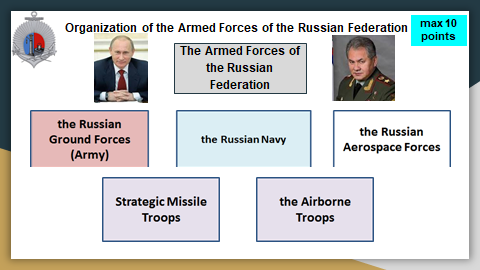 Organization of the Armed Forces of the Russian Federation
max 10
points
The Armed Forces of
the Russian
Federation
the Russian
Ground Forces
(Army)
the Russian Navy
the Russian
Aerospace Forces
Strategic Missile
Troops
the Airborne
Troops